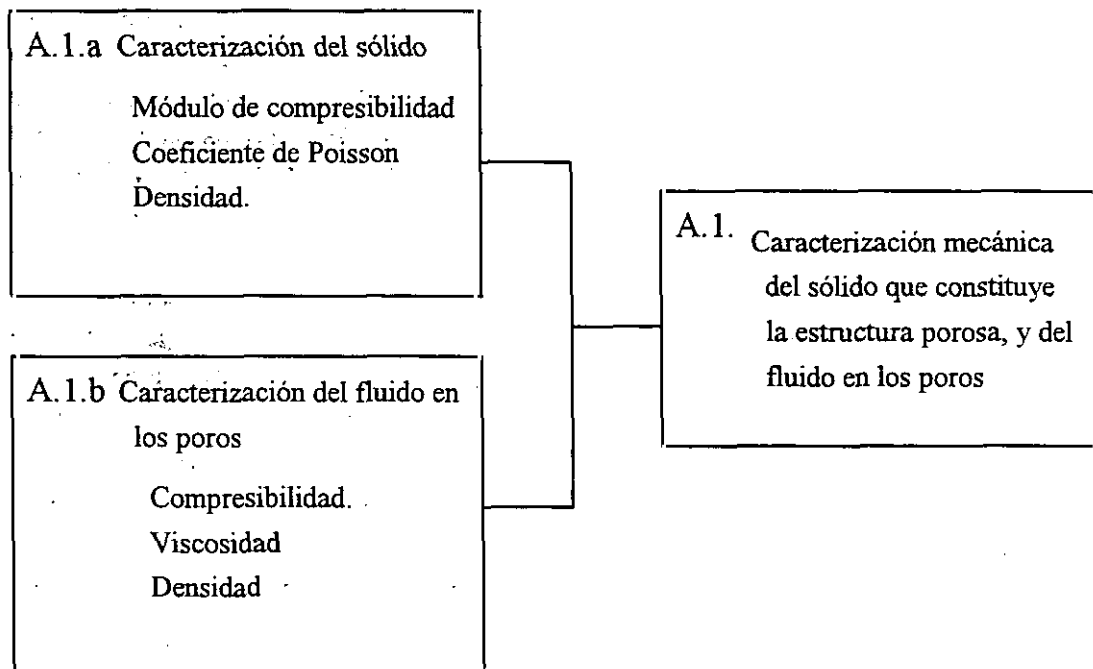 A.1.a Caracterización del sólido
Módulo de compresibilidad
Coeficiente de Poisson
Densidad.
A.1.b Caracterización del fluido en
los poros
Compresibilidad.
Viscosidad
Densidad
A.1. Caracterización mecánica
del sólido que constituye
la estructura porosa, y del
fluido en los poros